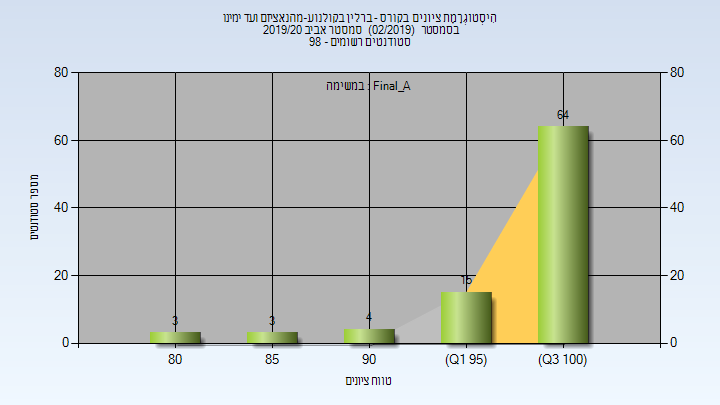 הִיסְטוֹגְרָמַת ציונים בקורס - ברלין בקולנוע-מהנאציזם ועד ימינו
בסמסטר (02/2019) סמסטר אביב 2019/20
סטודנטים רשומים - 98
במשימה : Final_A
80 80
60 60
40 40
20 20
0 0
מספר סטודנטים
3 3 4 15 64
80 85 90 (Q1 95) (Q3 100)
טווח ציונים